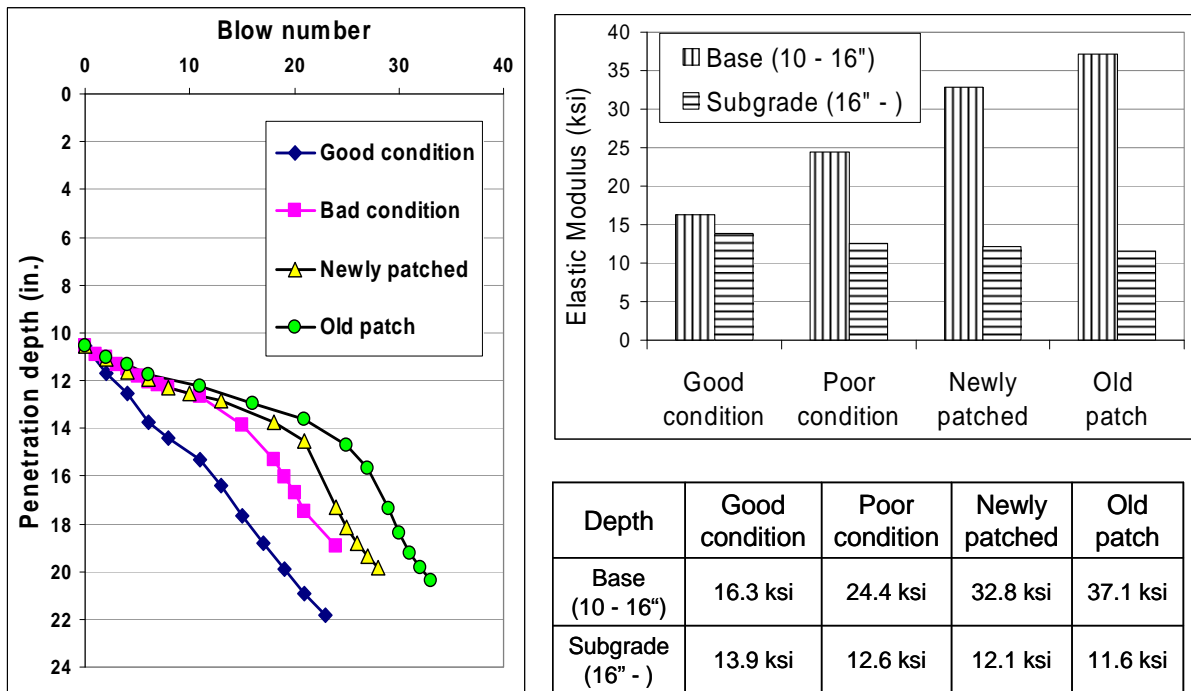 Blow number
0 10 20 30 40
0
2
4
6
8
10
12
14
16
18
20
22
24
Penetration depth (in.)
Good condition
Bad condition
Newly patched
Old patch
40
35
30
25
20
15
10
5
0
Elastic Modulus (ksi)
Base (10 - 16")
Subgrade (16" - )
Good condition
Poor condition
Newly patched
Old patch
Depth
Good condition
Poor condition
Newly patched
Old patch
Base (10 - 16“)
16.3 ksi 24.4 ksi 32.8 ksi 37.1 ksi
Subgrade (16” - )
13.9 ksi 12.6 ksi 12.1 ksi 11.6 ksi